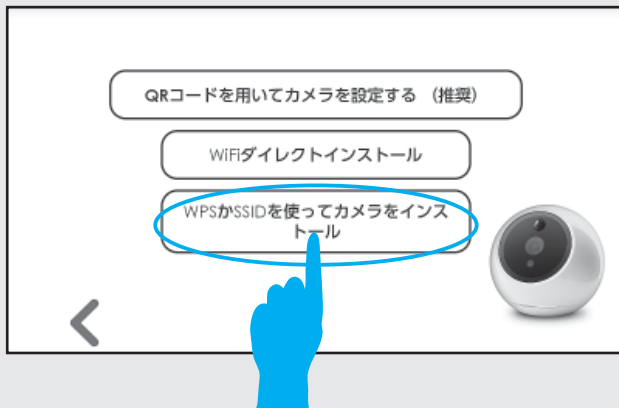 QRコードを用いてカメラを設定する （推奨）
WiFiダイレクトインストール
WPSかSSIDを使ってカメラをインス
トール